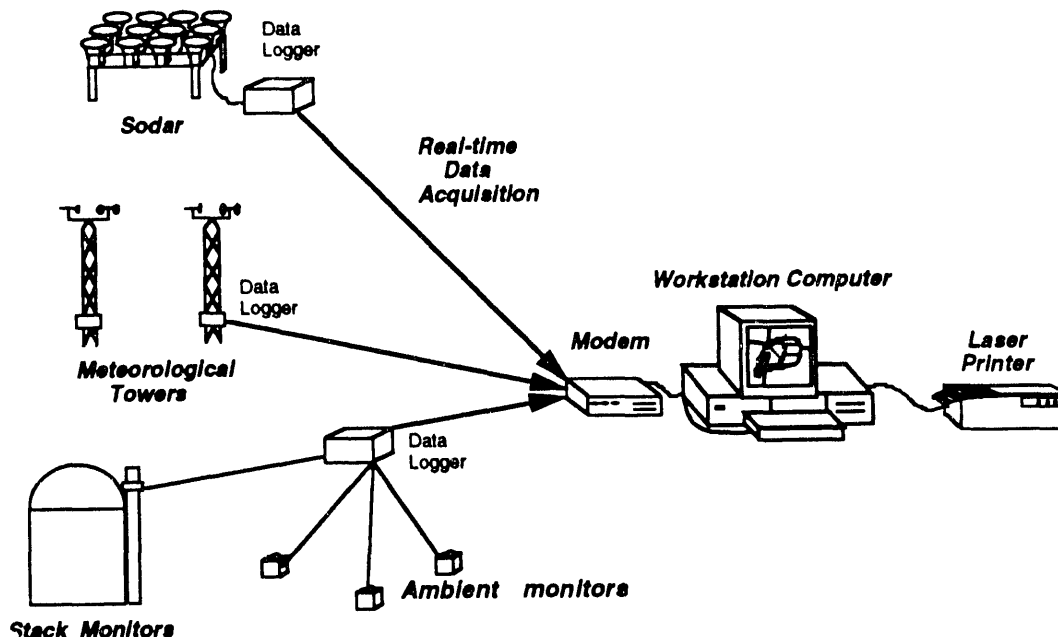 Data
Logger
Sodar
Real-time
Data
Acquisition
Data
Logger
Meteorological
Towers
Workstation Computer
Modem
Laser
Printer
Data
Logger
Ambient monitors
Stack Monitors